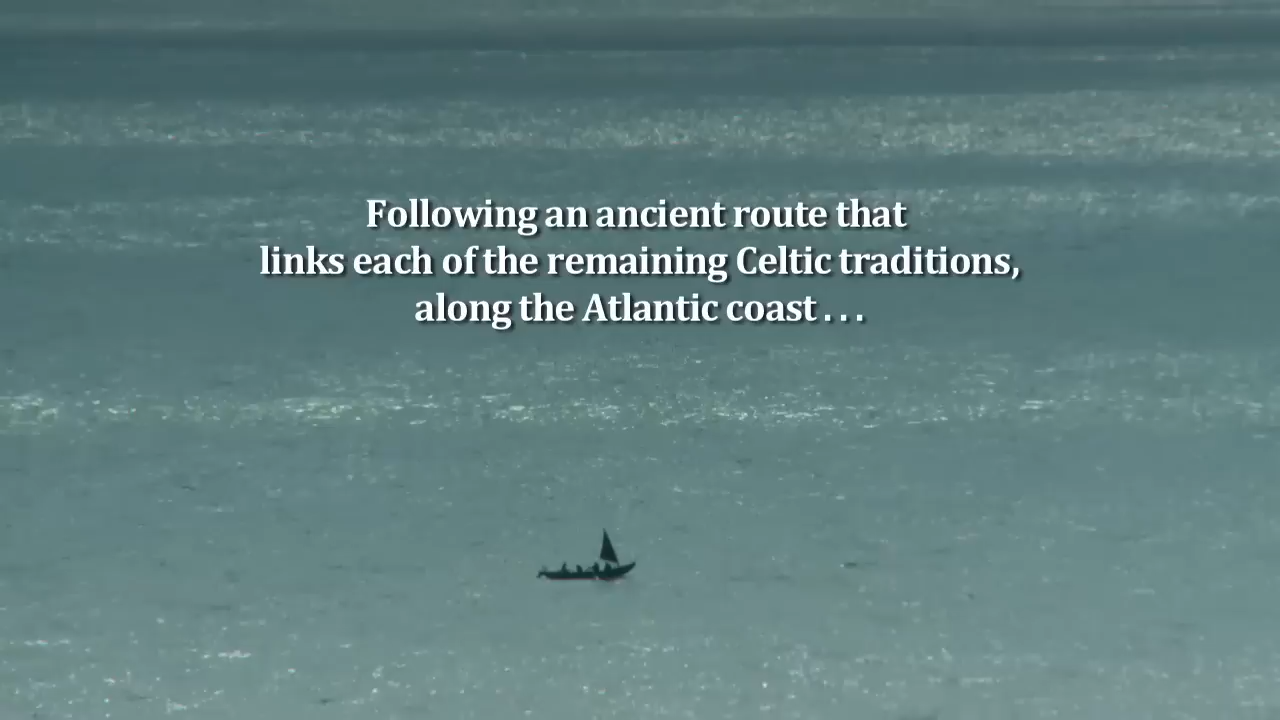 Following an ancient route that
links each of the remaining Celtic traditions,
along the Atlantic coast . . .